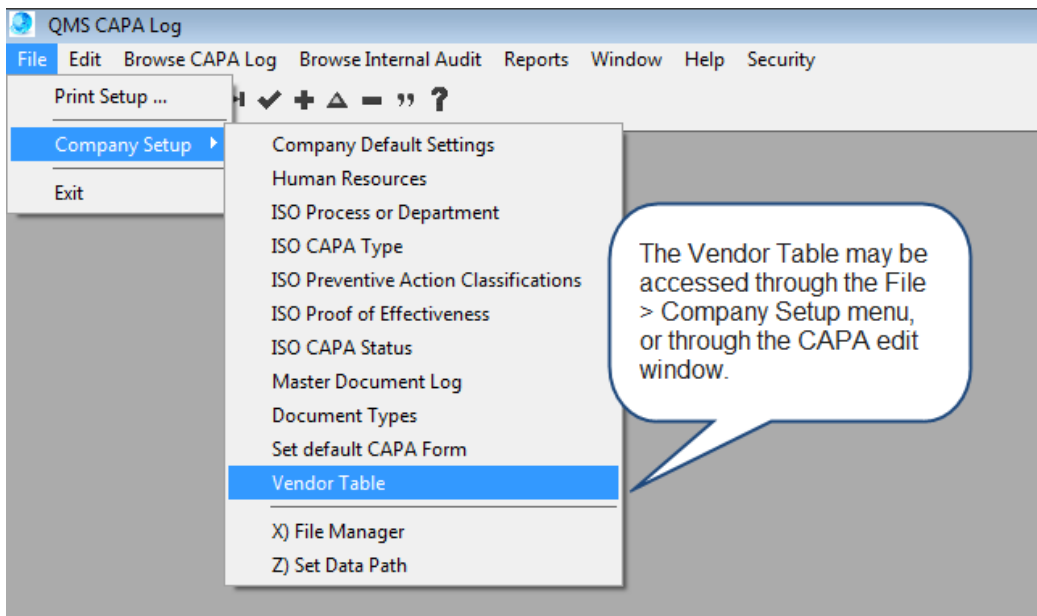 QMS CAPA Log
File Edit Browse CAPA Log Browse Internal Audit Reports Window Help Security
Print Setup ...
Company Setup
Exit
Company Default Settings
Human Resources
ISO Process or Department
ISO CAPA Type
ISO Preventive Action Classifications
ISO Proof of Effectiveness
ISO CAPA Status
Master Document Log
Document Types
Set default CAPA Form
Vendor Table
X) File Manager
Z) Set Data Path
The Vendor Table may be
accessed through the File
> Company Setup menu,
or through the CAPA edit
window.